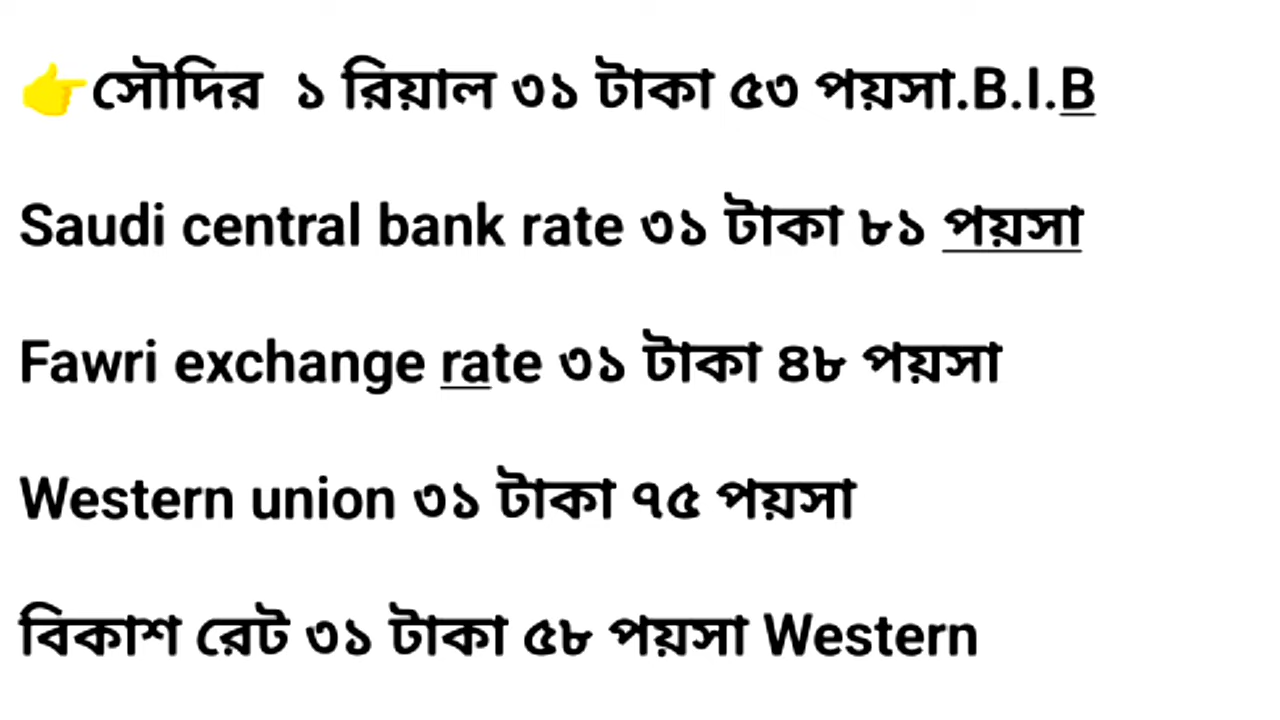 👉সৌদির ১ রিয়াল ৩১ টাকা ৫৩ পয়সা.B.I.B
Saudi central bank rate ৩১ টাকা ৮১ পয়সা
Fawri exchange rate ৩১ টাকা ৪৮ পয়সা
Western union ৩১ টাকা ৭৫ পয়সা
বিকাশ রেট ৩১ টাকা ৫৮ পয়সা Western